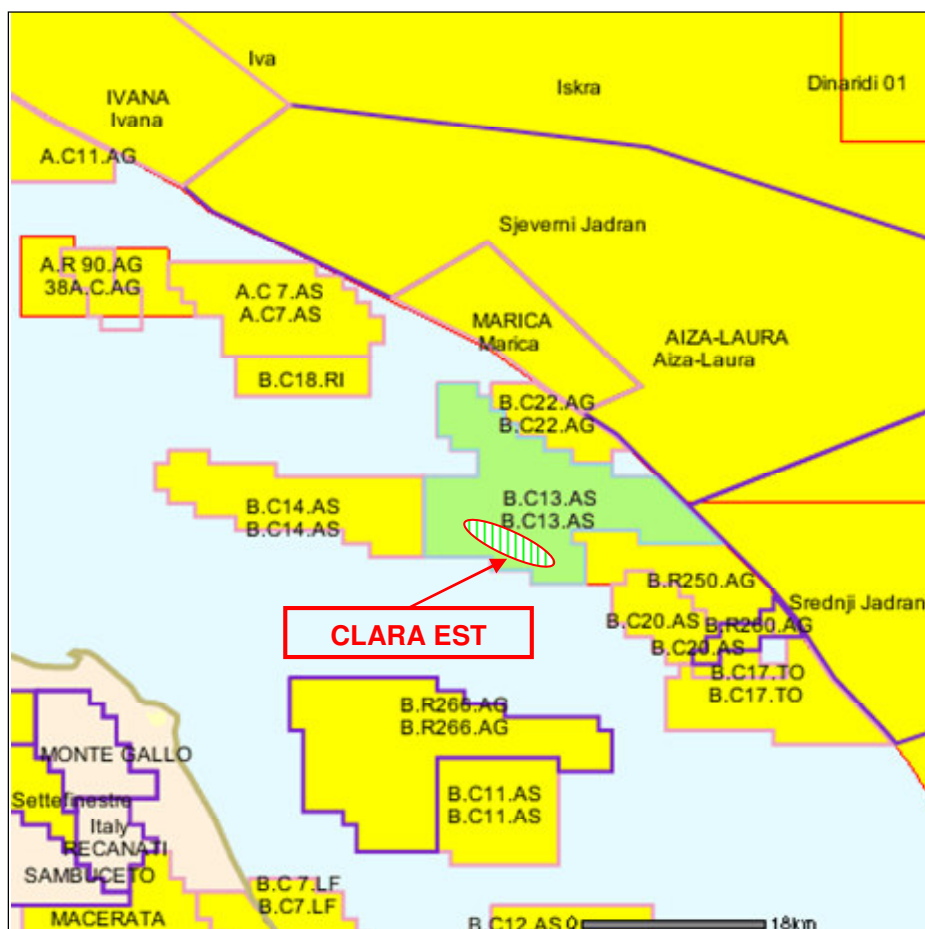 Iva
Iskra
Dinaridi 01
IVANA
Ivana
A.C11.AG
Sjeverni Jadran
A.R 90.AG
38A.C.AG
A.C 7.AS
A.C7.AS
MARICA
Marica
AIZA-LAURA
Aiza-Laura
B.C18.RI
B.C22.AG
B.C22.AG
B.C14.AS
B.C14.AS
B.C13.AS
B.C13.AS
B.R250.AG
Srednji Jadran
CLARA EST
B.C20.AS
B.R260.AG
B.C20.AS
B.C17.TO
B.C17.TO
B.R266.AG
B.R266.AG
MONTE GALLO
Settefinestre
Italy
RECANATI
SAMBUCETO
B.C11.AS
B.C11.AS
B.C 7.LF
B.C7.LF
MACERATA
B.C12.AS
0
18km